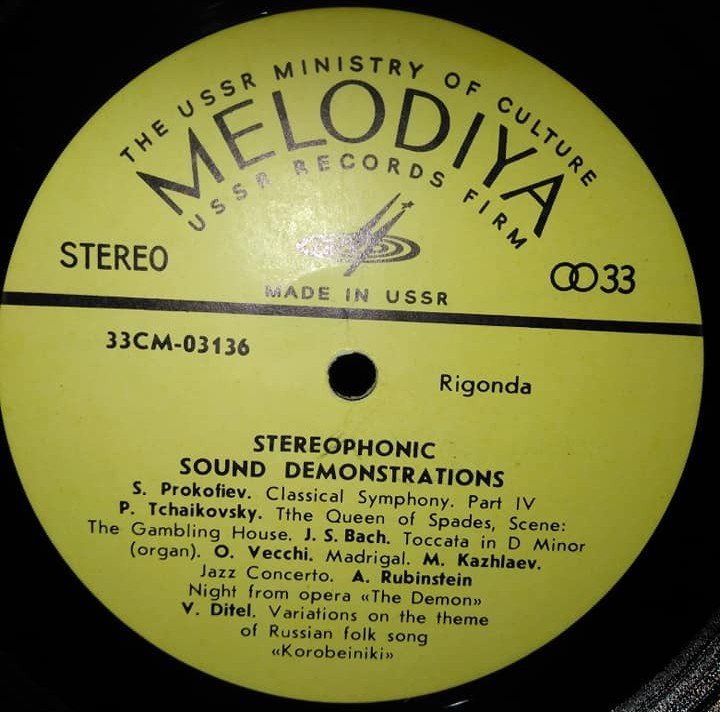 THE USSR MINISTRY OF CULTURE
MELODIYA
USSR RECORDS FIRM
STEREO
33
MADE IN USSR
33CM-03136
Rigonda
STEREOPHONIC
SOUND DEMONSTRATIONS
S. Prokofiev. Classical Symphony. Part IV
P. Tchaikovsky. Tthe Queen of Spades, Scene:
The Gambling House. J. S. Bach. Toccata in D Minor
(organ). O. Vecchi. Madrigal. M. Kazhlaev.
Jazz Concerto. A. Rubinstein
Night from opera «The Demon»
V. Ditel. Variations on the theme
of Russian folk song
«Korobeiniki»